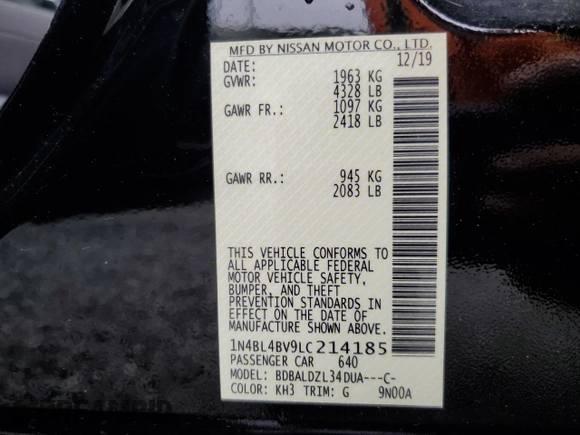 MFD BY NISSAN MOTOR CO., LTD.
DATE: 12/19
GVWR: 1963 KG
4328 LB
GAWR FR.: 1097 KG
2418 LB
GAWR RR.: 945 KG
2083 LB
THIS VEHICLE CONFORMS TO
ALL APPLICABLE FEDERAL
MOTOR VEHICLE SAFETY,
BUMPER, AND THEFT
PREVENTION STANDARDS IN
EFFECT ON THE DATE OF
MANUFACTURE SHOWN ABOVE.
1N4BL4BV9LC214185
PASSENGER CAR 640
MODEL: BDBALDZL34DUA---C-
COLOR: KH3 TRIM: G 9N00A